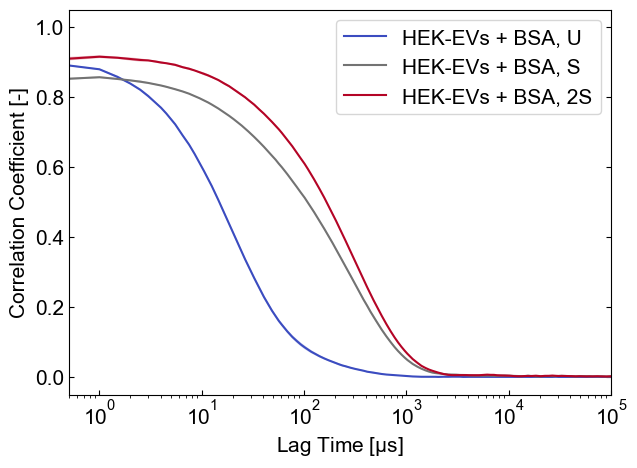 HEK-EVs + BSA, U
HEK-EVs + BSA, S
HEK-EVs + BSA, 2S
Correlation Coefficient [-]
1.0
0.8
0.6
0.4
0.2
0.0
10⁰ 10¹ 10² 10³ 10⁴ 10⁵
Lag Time [µs]